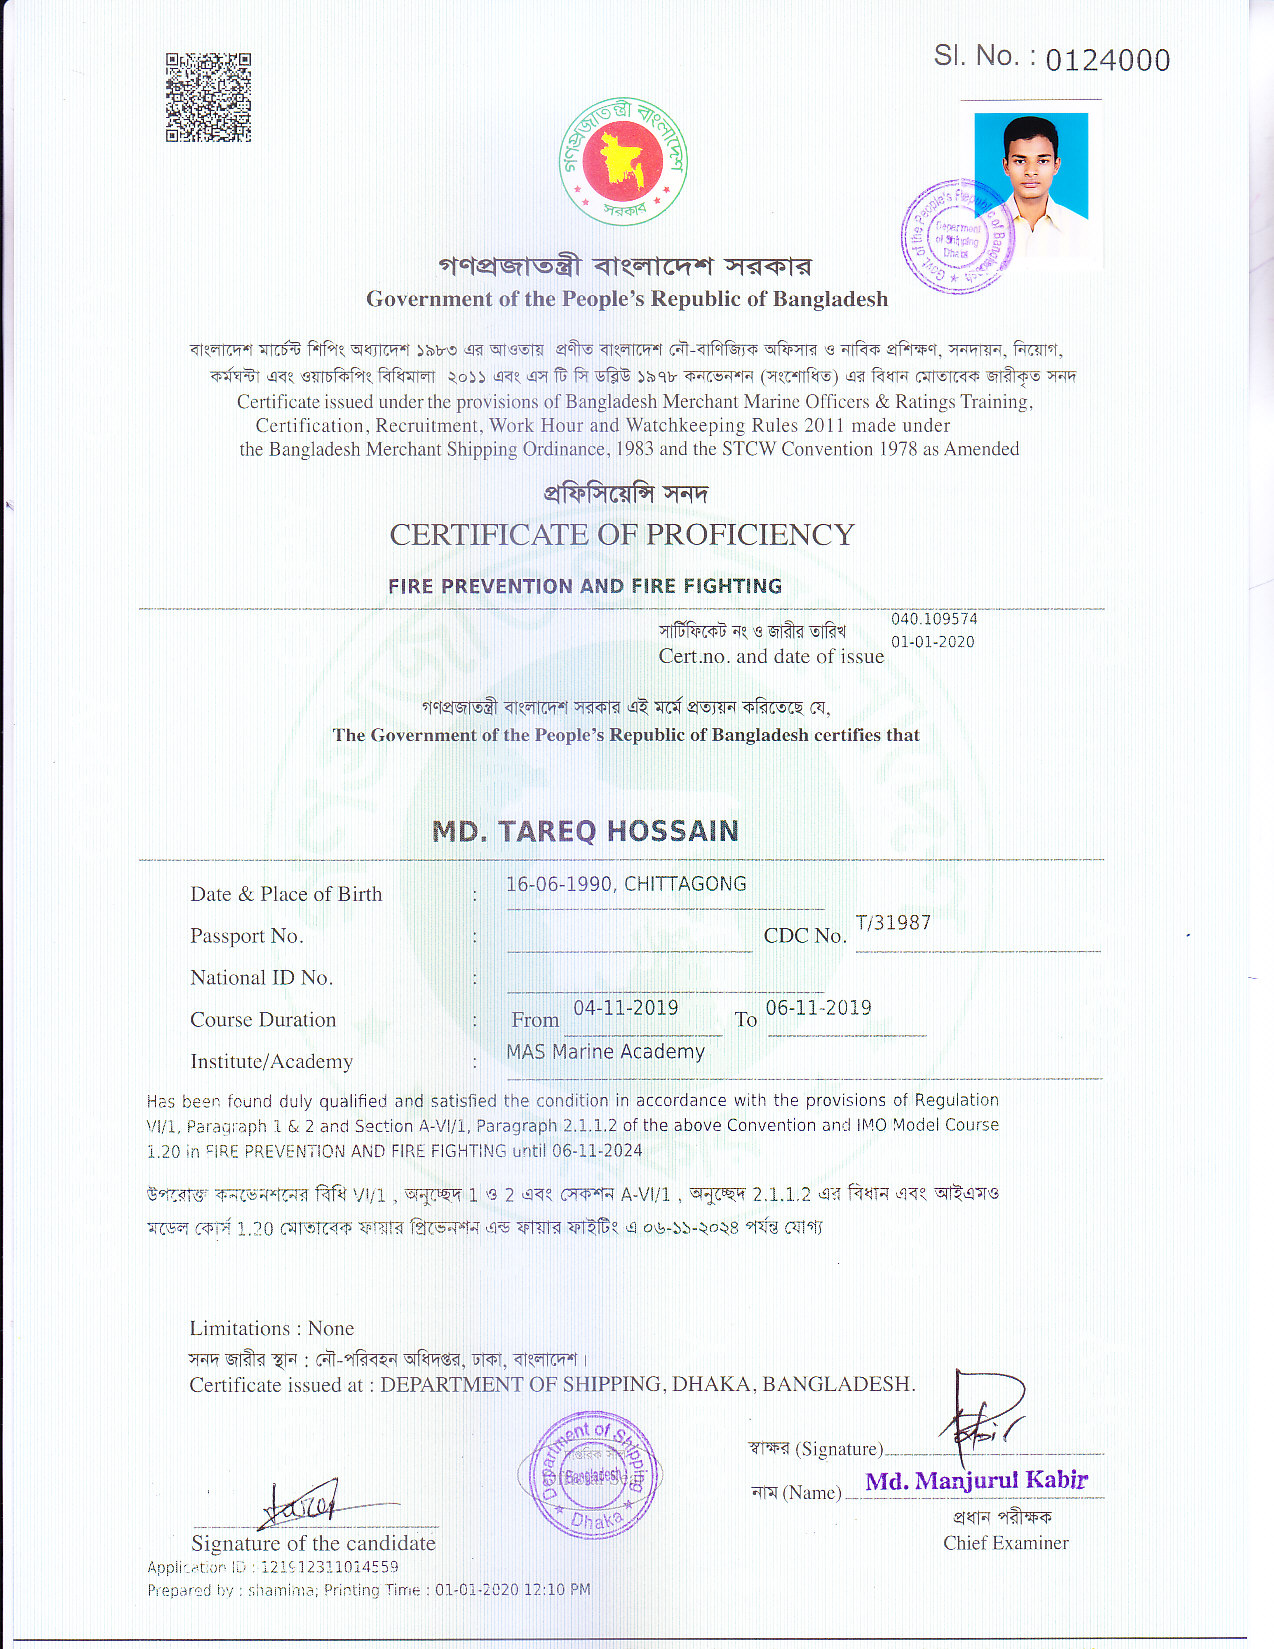 Sl. No. : 0124000
গণপ্রজাতন্ত্রী বাংলাদেশ
সরকার
Govt. of the People's Republic of Bangladesh
Department
of Shipping
Dhaka
গণপ্রজাতন্ত্রী বাংলাদেশ সরকার
Government of the People's Republic of Bangladesh
বাংলাদেশ মার্চেন্ট শিপিং অধ্যাদেশ ১৯৮৩ এর আওতায় প্রণীত বাংলাদেশ নৌ-বাণিজ্যিক অফিসার ও নাবিক প্রশিক্ষণ, সনদায়ন, নিয়োগ,
কর্মঘন্টা এবং ওয়াচকিপিং বিধিমালা ২০১১ এবং এস টি সি ডব্লিউ ১৯৭৮ কনভেনশন (সংশোধিত) এর বিধান মোতাবেক জারীকৃত সনদ
Certificate issued under the provisions of Bangladesh Merchant Marine Officers & Ratings Training,
Certification, Recruitment, Work Hour and Watchkeeping Rules 2011 made under
the Bangladesh Merchant Shipping Ordinance, 1983 and the STCW Convention 1978 as Amended
প্রফিসিয়েন্সি সনদ
CERTIFICATE OF PROFICIENCY
FIRE PREVENTION AND FIRE FIGHTING
সার্টিফিকেট নং ও জারীর তারিখ 040.109574
Cert.no. and date of issue 01-01-2020
গণপ্রজাতন্ত্রী বাংলাদেশ সরকার এই মর্মে প্রত্যয়ন করিতেছে যে,
The Government of the People's Republic of Bangladesh certifies that
MD. TAREQ HOSSAIN
Date & Place of Birth : 16-06-1990, CHITTAGONG
Passport No. : CDC No. T/31987
National ID No. :
Course Duration : From 04-11-2019 To 06-11-2019
Institute/Academy : MAS Marine Academy
Has been found duly qualified and satisfied the condition in accordance with the provisions of Regulation
VI/1, Paragraph 1 & 2 and Section A-VI/1, Paragraph 2.1.1.2 of the above Convention and IMO Model Course
1.20 in FIRE PREVENTION AND FIRE FIGHTING until 06-11-2024
উপরোক্ত কনভেনশনের বিধি VI/1 , অনুচ্ছেদ 1 ও 2 এবং সেকশন A-VI/1 , অনুচ্ছেদ 2.1.1.2 এর বিধান এবং আইএমও
মডেল কোর্স 1.20 মোতাবেক ফায়ার প্রিভেনশন এন্ড ফায়ার ফাইটিং এ ০৬-১১-২০২৪ পর্যন্ত যোগ্য
Limitations : None
সনদ জারীর স্থান : নৌ-পরিবহন অধিদপ্তর, ঢাকা, বাংলাদেশ।
Certificate issued at : DEPARTMENT OF SHIPPING, DHAKA, BANGLADESH.
Department of Shipping
Bangladesh
Dhaka
স্বাক্ষর (Signature)
নাম (Name) Md. Manjurul Kabir
প্রধান পরীক্ষক
Chief Examiner
Signature of the candidate
Application ID : 121912311014559
Prepared by : shamima; Printing Time : 01-01-2020 12:10 PM